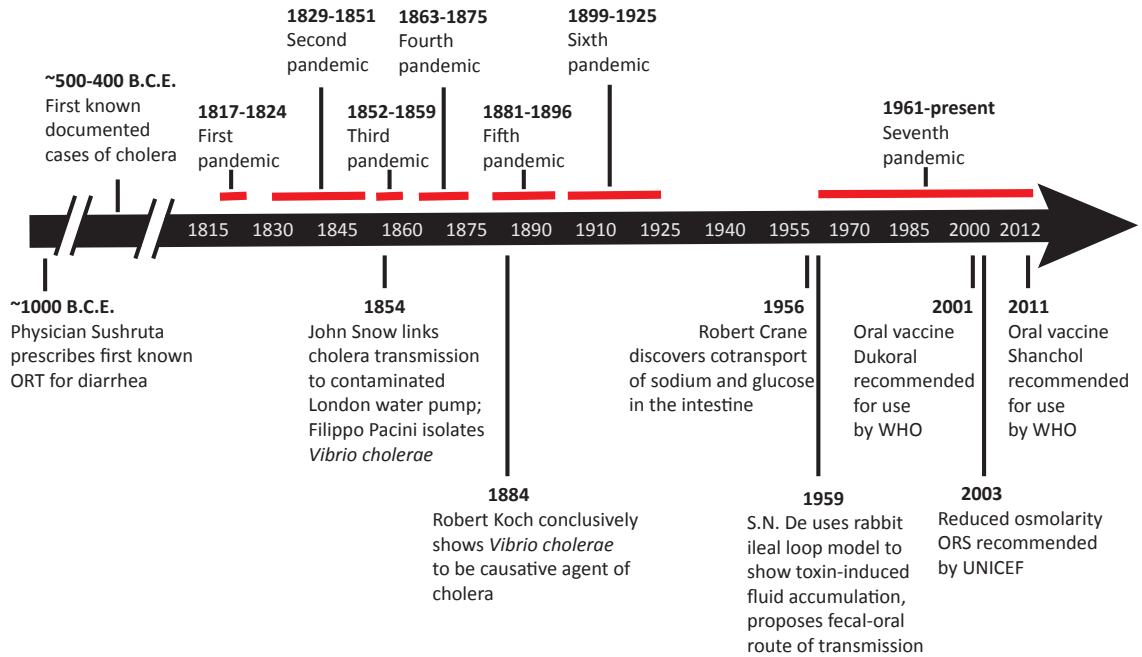 1829-1851
Second
pandemic
1863-1875
Fourth
pandemic
1899-1925
Sixth
pandemic
~500-400 B.C.E.
First known
documented
cases of cholera
1817-1824
First
pandemic
1852-1859
Third
pandemic
1881-1896
Fifth
pandemic
1961-present
Seventh
pandemic
1815 1830 1845 1860 1875 1890 1910 1925 1940 1955 1970 1985 2000 2012
~1000 B.C.E.
Physician Sushruta
prescribes first known
ORT for diarrhea
1854
John Snow links
cholera transmission
to contaminated
London water pump;
Filippo Pacini isolates
Vibrio cholerae
1884
Robert Koch conclusively
shows Vibrio cholerae
to be causative agent of
cholera
1956
Robert Crane
discovers cotransport
of sodium and glucose
in the intestine
1959
S.N. De uses rabbit
ileal loop model to
show toxin-induced
fluid accumulation,
proposes fecal-oral
route of transmission
2001
Oral vaccine
Dukoral
recommended
for use
by WHO
2003
Reduced osmolarity
ORS recommended
by UNICEF
2011
Oral vaccine
Shanchol
recommended
for use
by WHO